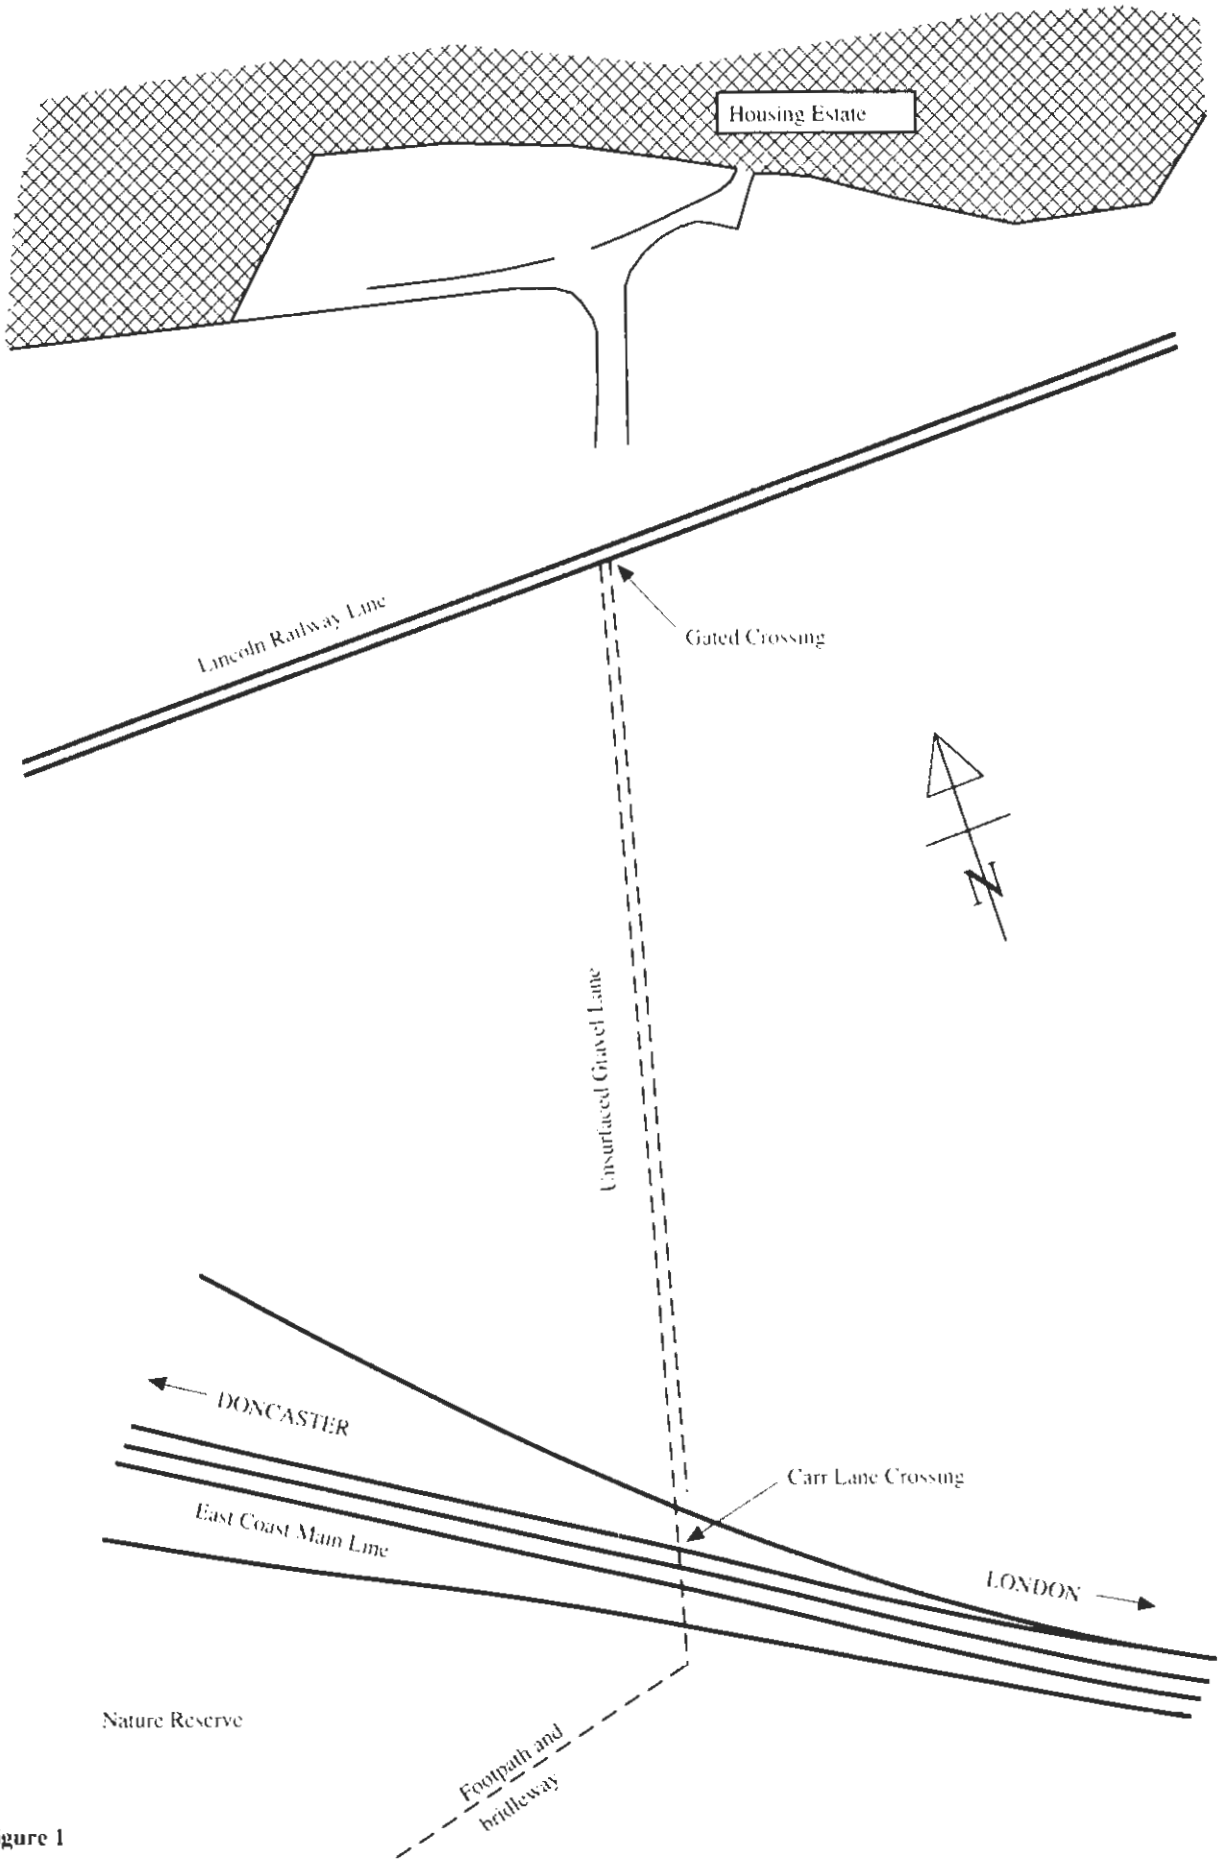 Housing Estate
Lincoln Railway Line
Gated Crossing
N
Unsurfaced Gravel Lane
DONCASTER
Carr Lane Crossing
East Coast Main Line
LONDON
Nature Reserve
Footpath and
bridleway
gure 1